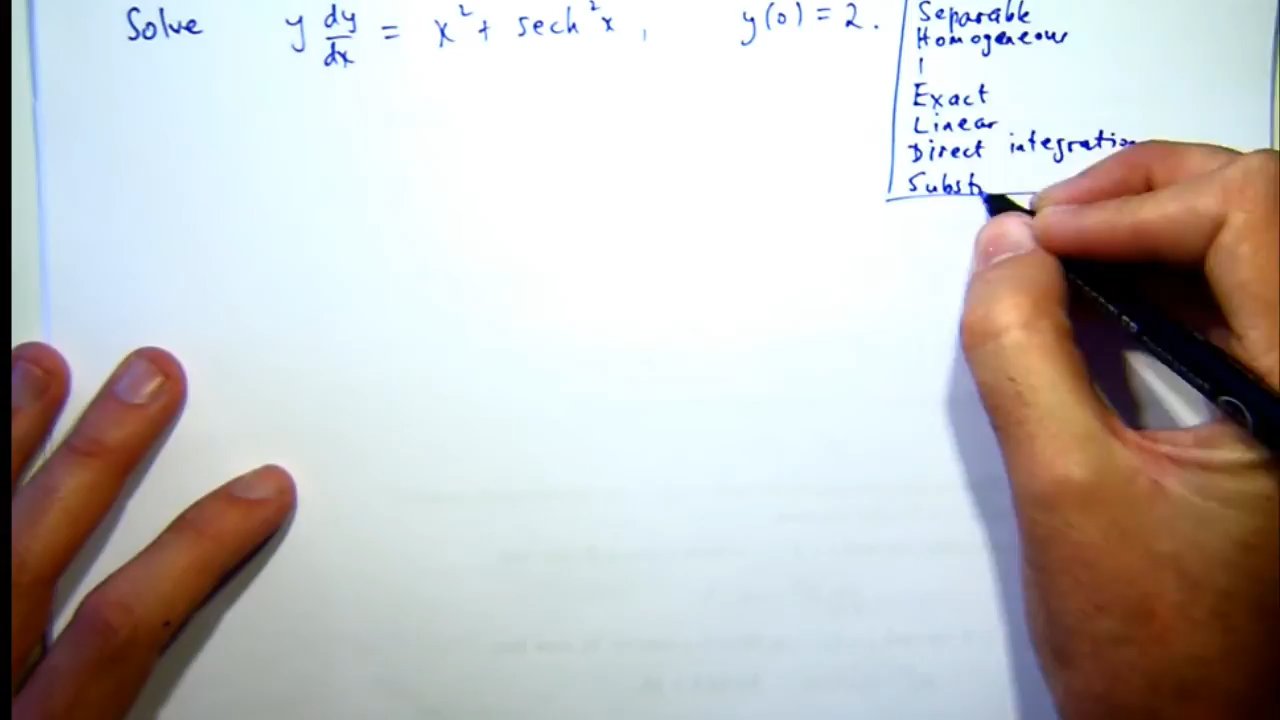 Solve y dy/dx = x² + sech²x, y(0) = 2.
Separable
Homogeneous
Exact
Linear
Direct integration
Subst